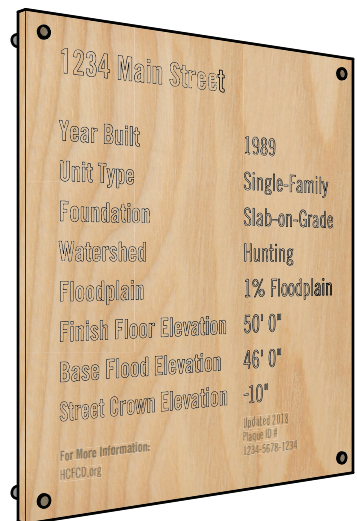 1234 Main Street
Year Built 1989
Unit Type Single-Family
Foundation Slab-on-Grade
Watershed Hunting
Floodplain 1% Floodplain
Finish Floor Elevation 50' 0"
Base Flood Elevation 46' 0"
Street Crown Elevation -10"
Updated 2018
Plaque ID #
1234-5678-1234
For More Information:
HCFCD.org